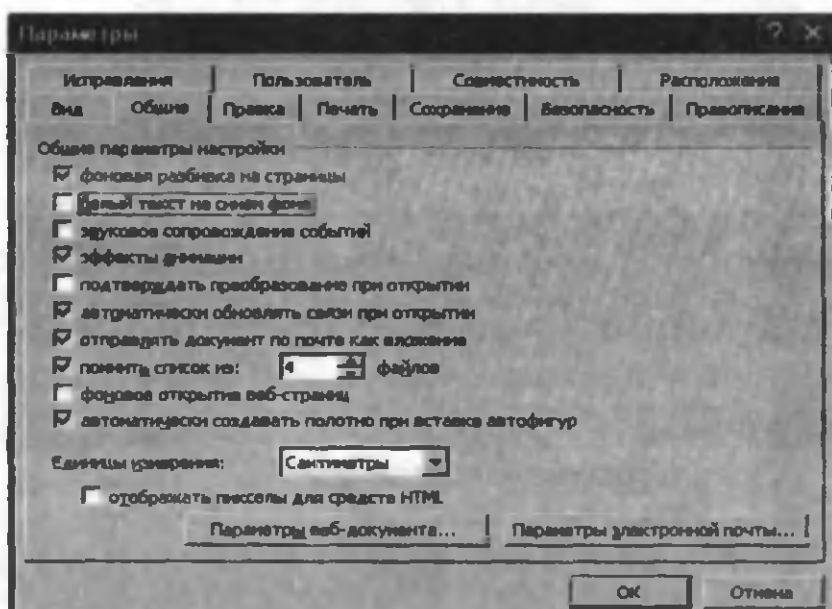 Параметры ? ×
Исправления Пользователь Совместимость Расположение
Вид Общие Правка Печать Сохранение Безопасность Правописание
Общие параметры настройки
фоновая разбивка на страницы
белый текст на синем фоне
звуковое сопровождение событий
эффекты анимации
подтверждать преобразование при открытии
автоматически обновлять связи при открытии
отправлять документ по почте как вложение
помнить список из: 4 файлов
фоновое открытие веб-страниц
автоматически создавать полотно при вставке автофигур
Единицы измерения: Сантиметры
отображать пикселы для средств HTML
Параметры веб-документа... Параметры электронной почты...
ОК Отмена